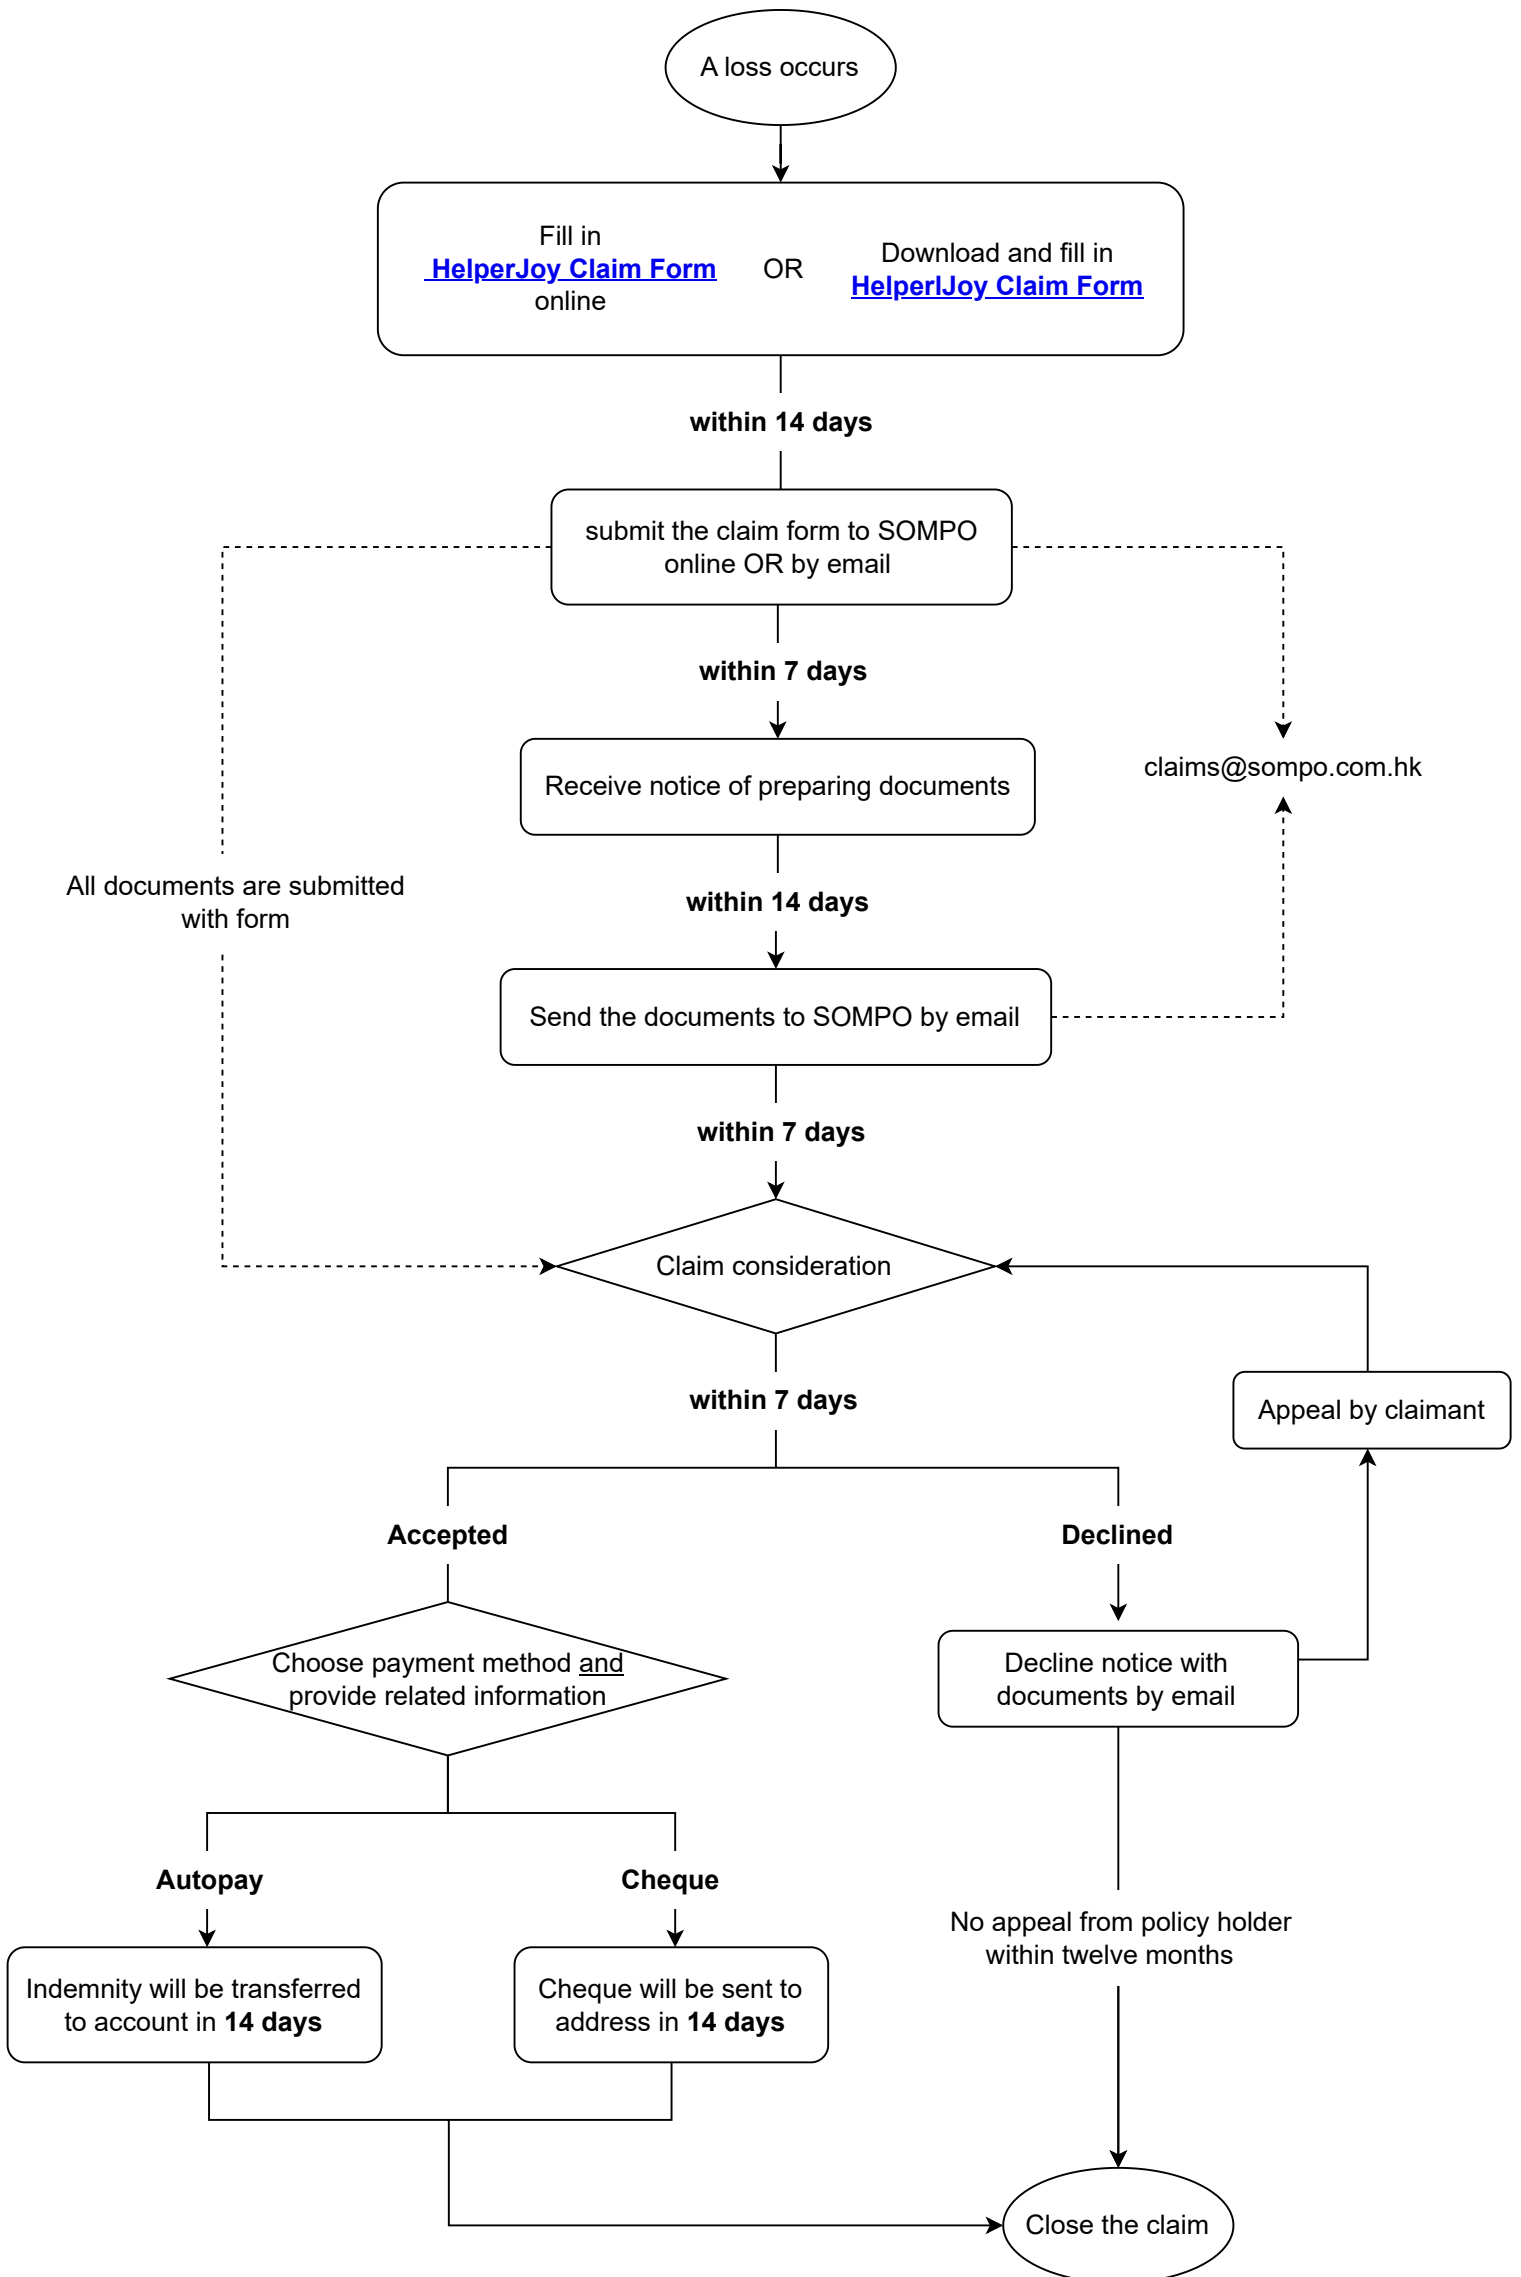 A loss occurs
Fill in
HelperJoy Claim Form
online
OR
Download and fill in
HelperlJoy Claim Form
within 14 days
submit the claim form to SOMPO
online OR by email
within 7 days
Receive notice of preparing documents
claims@sompo.com.hk
All documents are submitted
with form
within 14 days
Send the documents to SOMPO by email
within 7 days
Claim consideration
within 7 days
Appeal by claimant
Accepted
Declined
Choose payment method and
provide related information
Decline notice with
documents by email
Autopay
Cheque
No appeal from policy holder
within twelve months
Indemnity will be transferred
to account in 14 days
Cheque will be sent to
address in 14 days
Close the claim